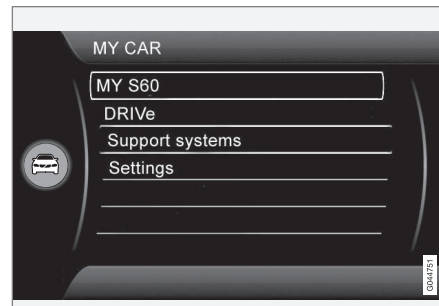 MY CAR
MY S60
DRIVe
Support systems
Settings
G044751